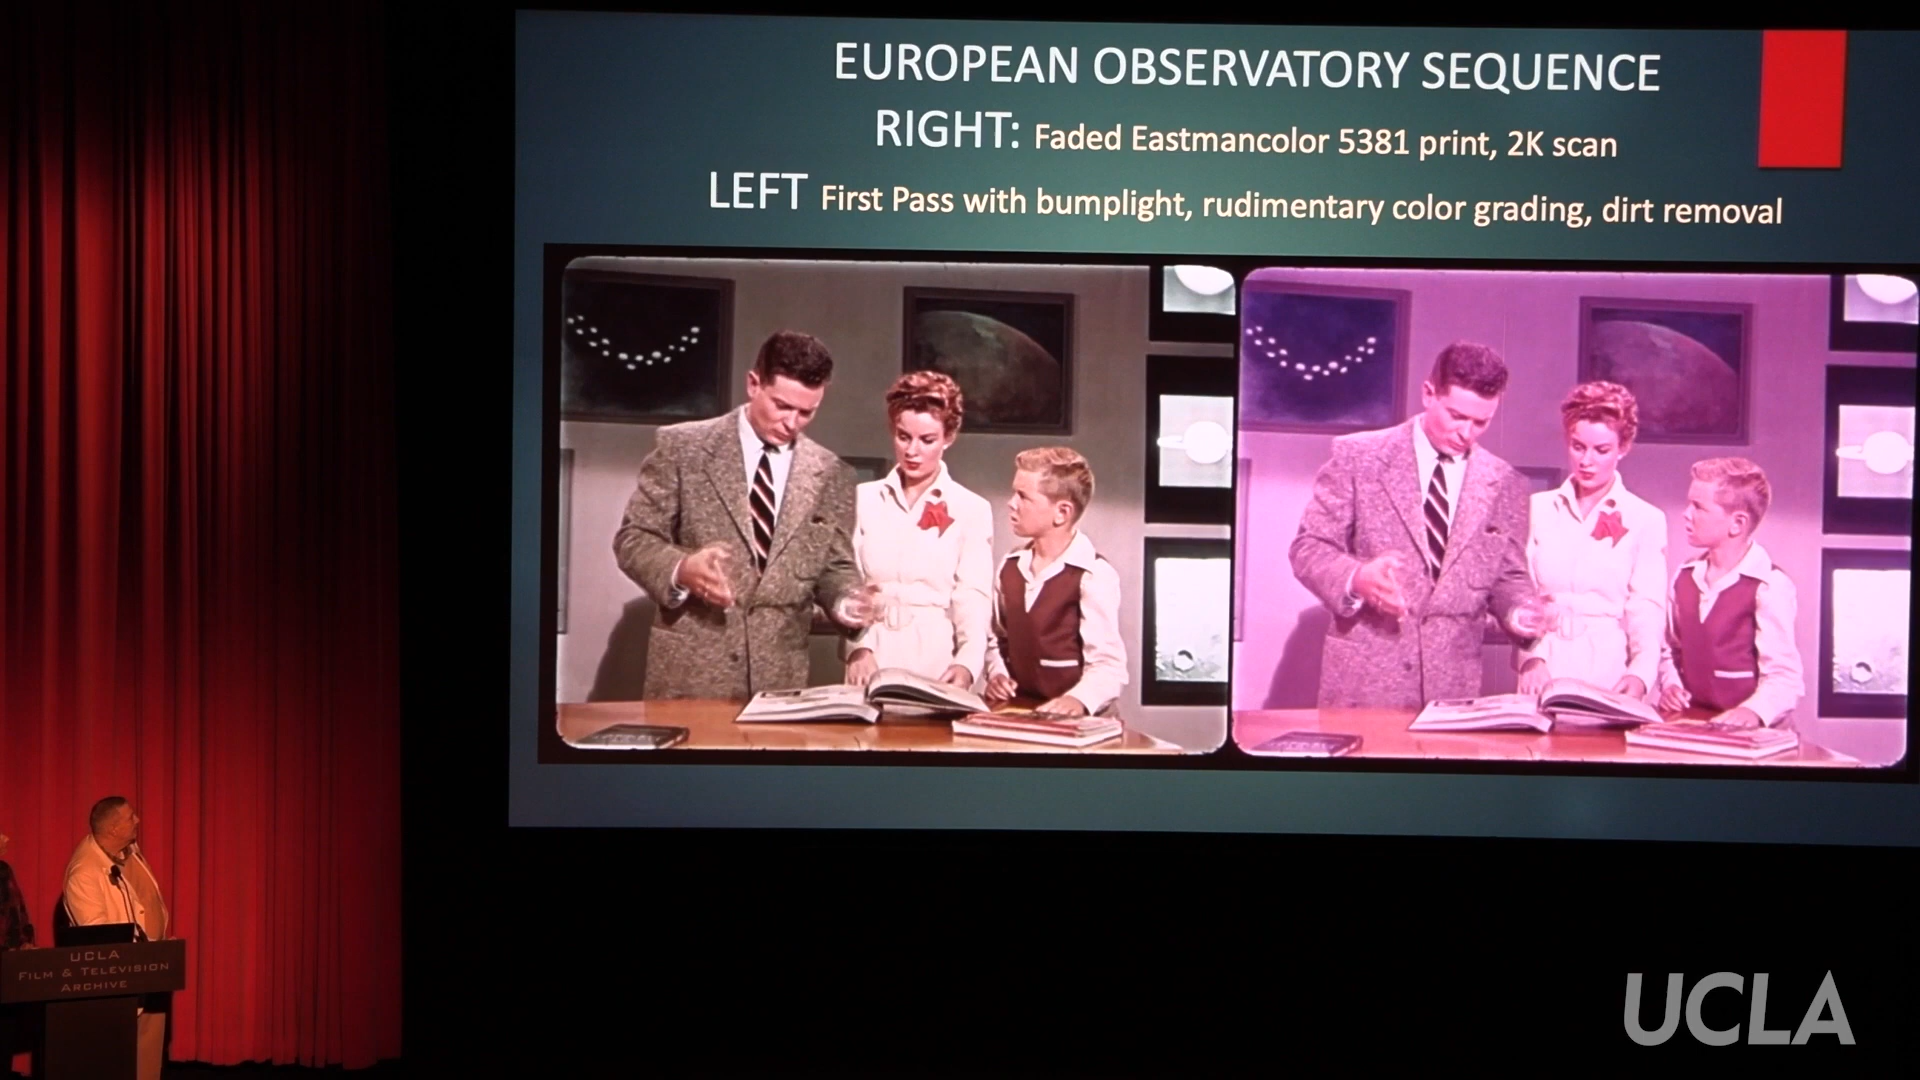 EUROPEAN OBSERVATORY SEQUENCE
RIGHT: Faded Eastmancolor 5381 print, 2K scan
LEFT First Pass with bumplight, rudimentary color grading, dirt removal
UCLA
FILM & TELEVISION
ARCHIVE
UCLA